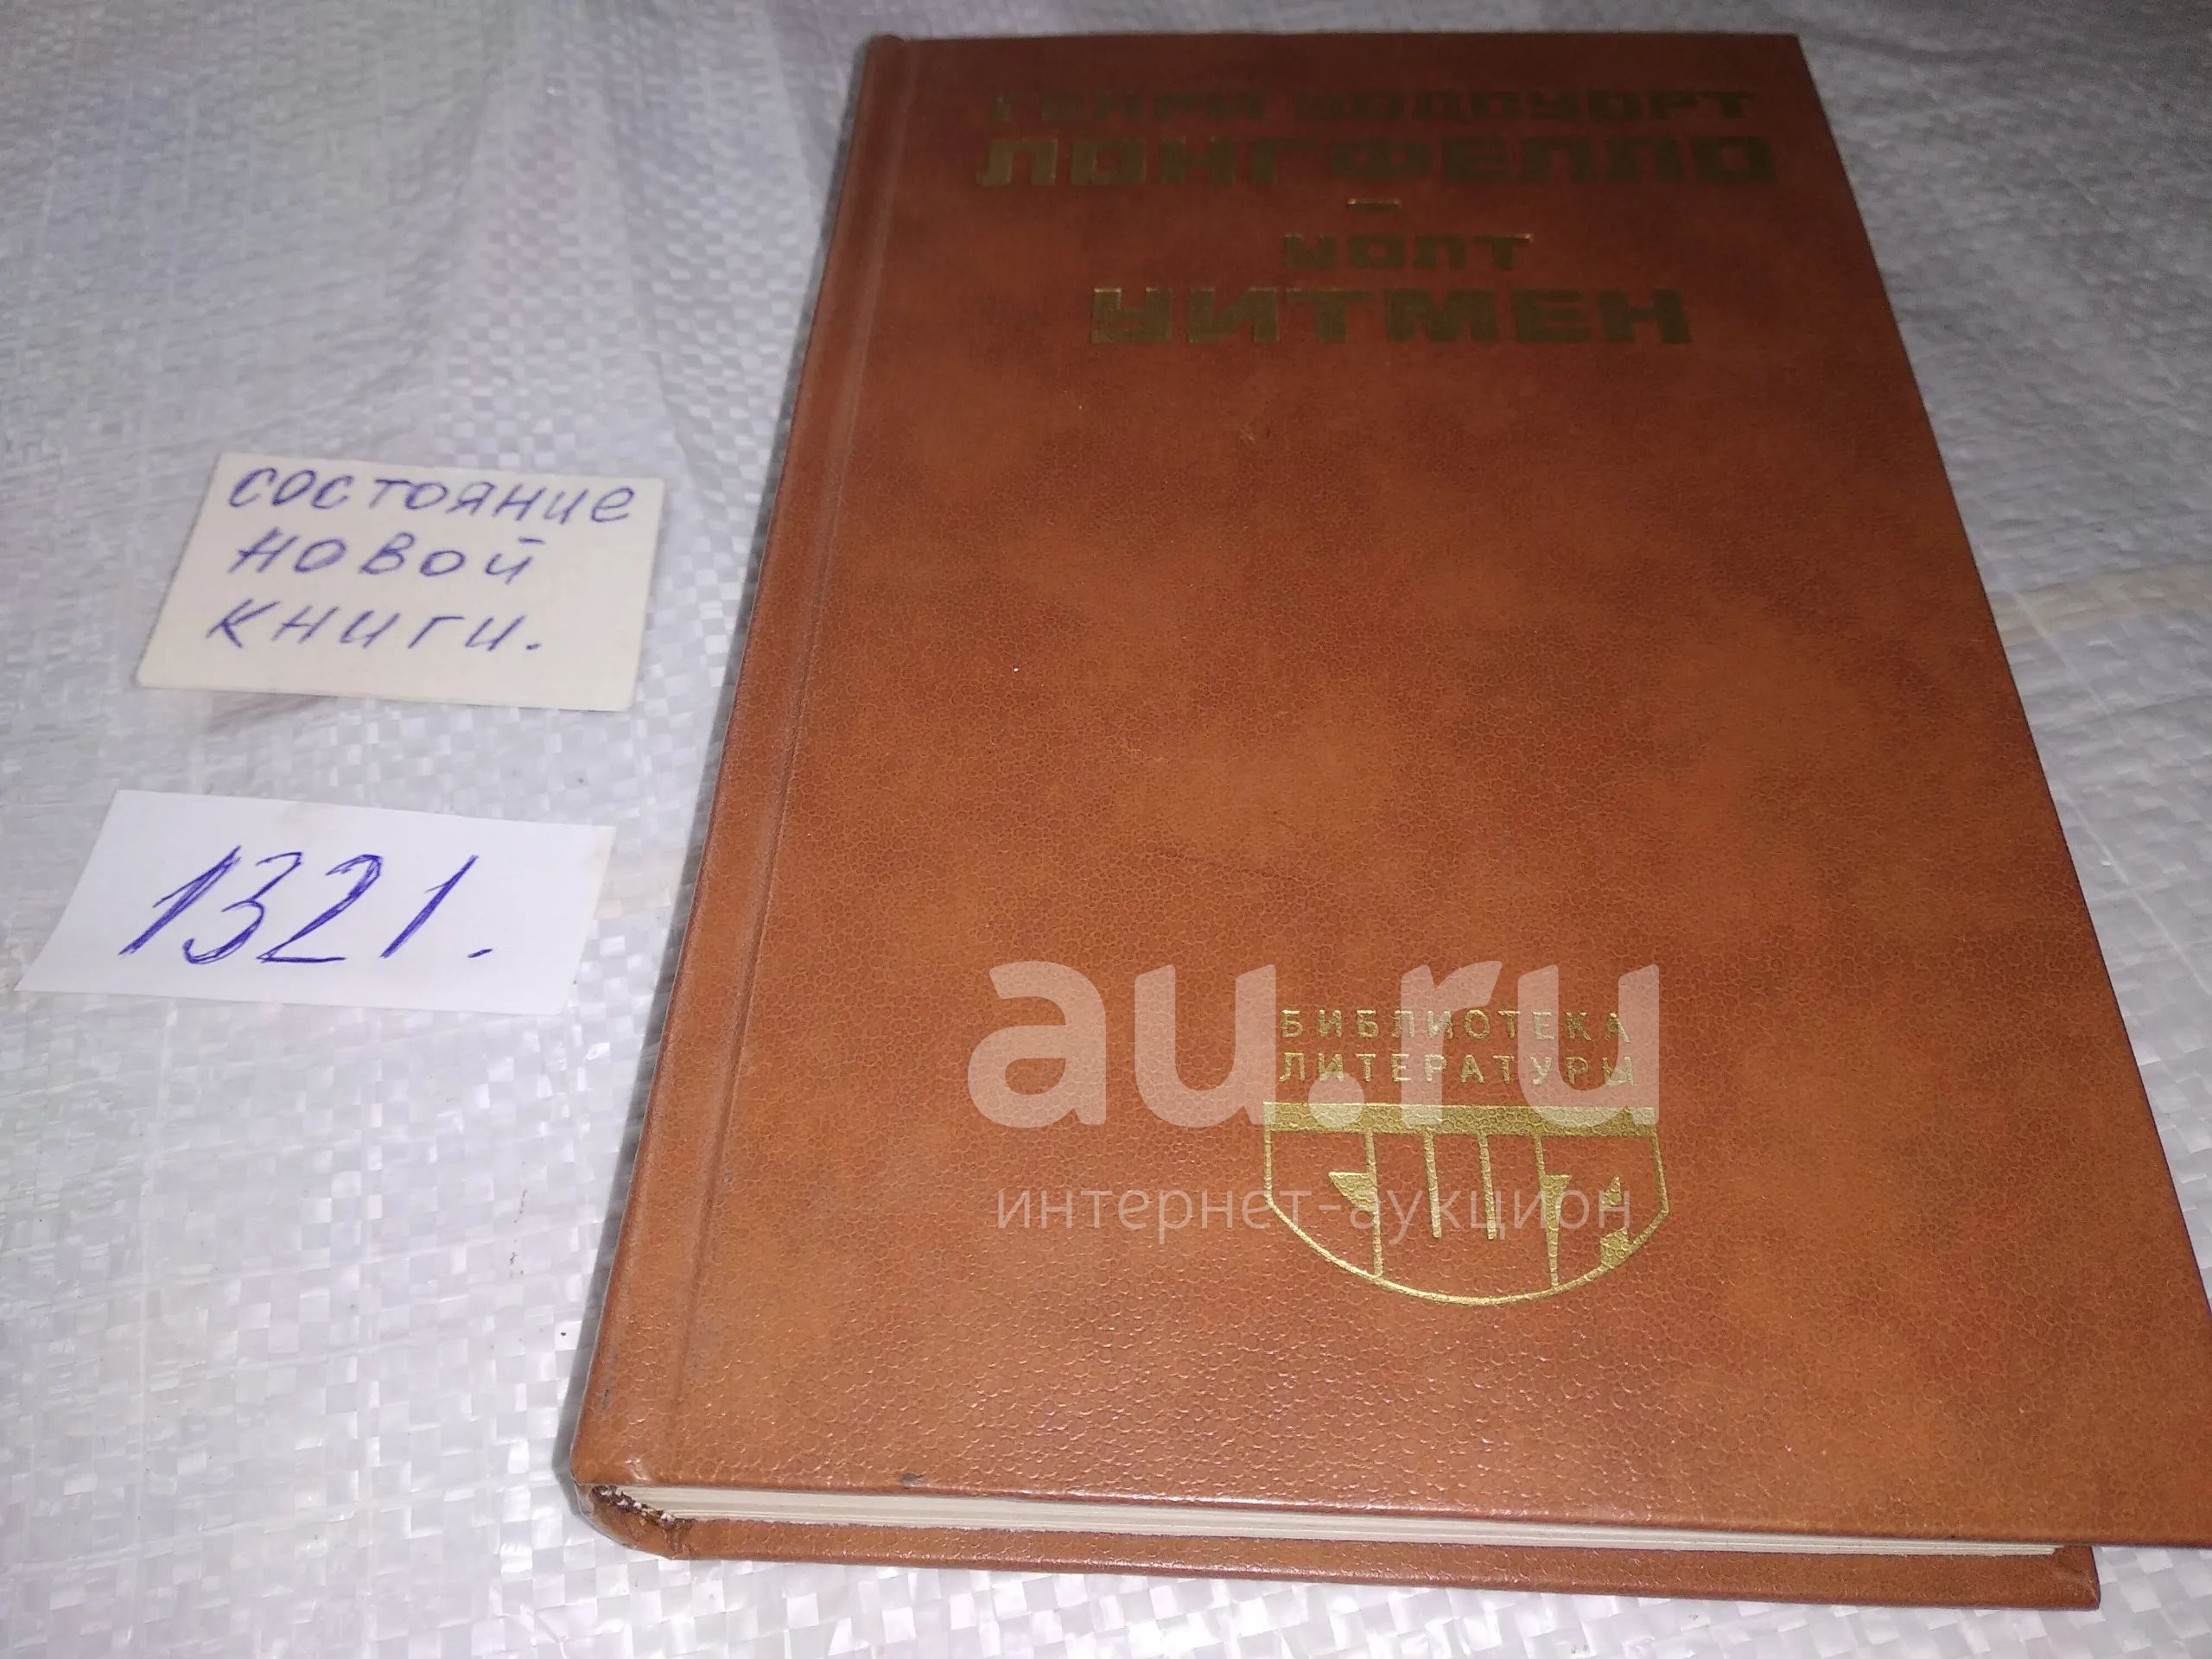 ГЕНРИ УОДСУОРТ
ЛОНГФЕЛЛО
—
УОЛТ
УИТМЕН
состояние
новой
книги.
1321.
БИБЛИОТЕКА
ЛИТЕРАТУРЫ
США
au.ru
интернет-аукцион